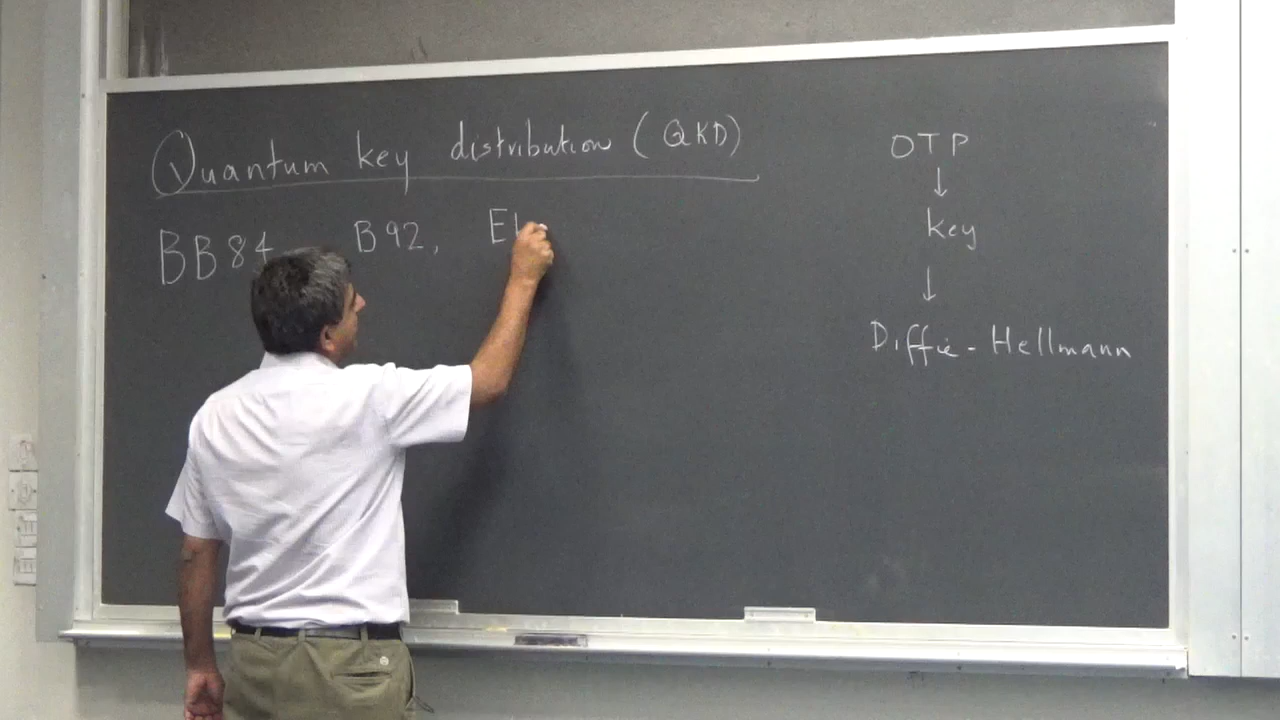 Quantum key distribution (QKD)
BB84 B92, E
OTP
↓
key
↓
Diffie-Hellmann